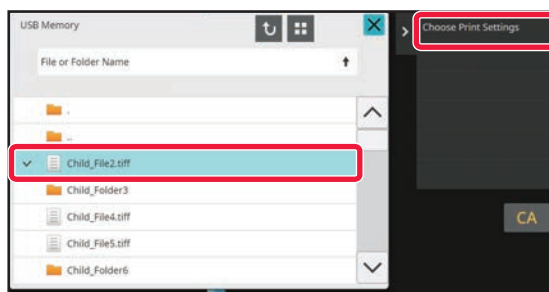 USB Memory
Choose Print Settings
File or Folder Name
.
..
Child_File2.tiff
Child_Folder3
Child_File4.tiff
CA
Child_File5.tiff
Child_Folder6